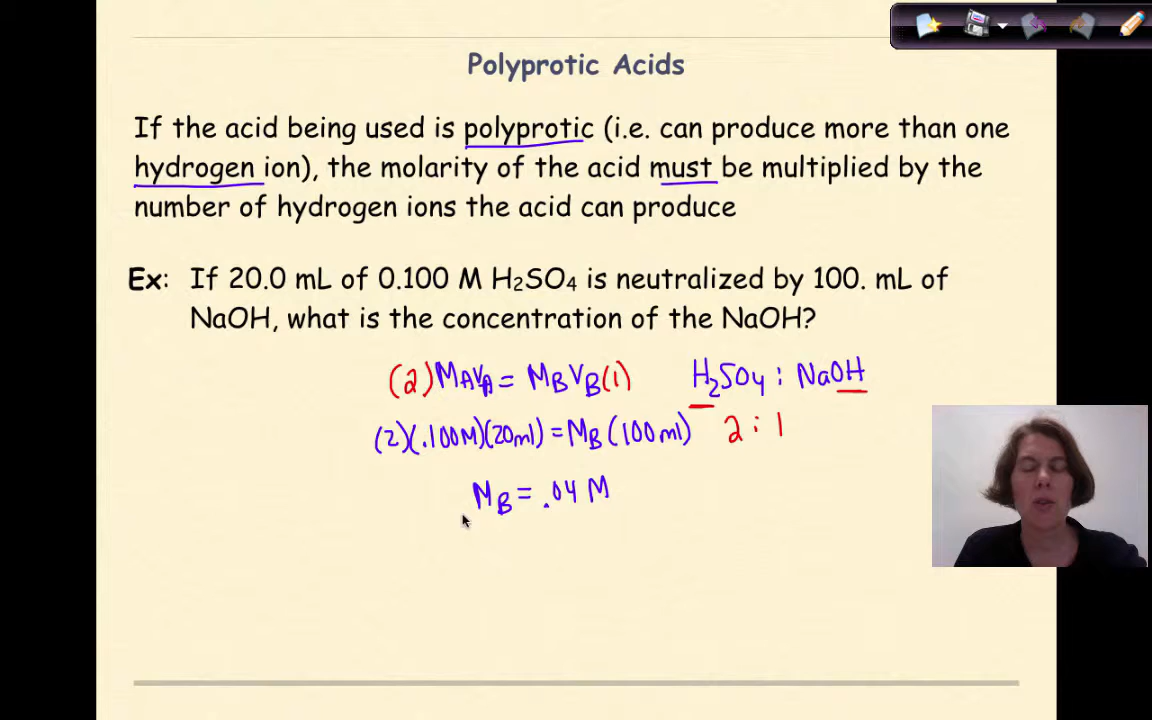 Polyprotic Acids
If the acid being used is polyprotic (i.e. can produce more than one
hydrogen ion), the molarity of the acid must be multiplied by the
number of hydrogen ions the acid can produce
Ex: If 20.0 mL of 0.100 M H₂SO₄ is neutralized by 100. mL of
NaOH, what is the concentration of the NaOH?
(2) MAVA = MBVB (1) H₂SO₄ : NaOH
(2)(.100M)(20ml) = MB (100ml) 2 : 1
MB = .04 M